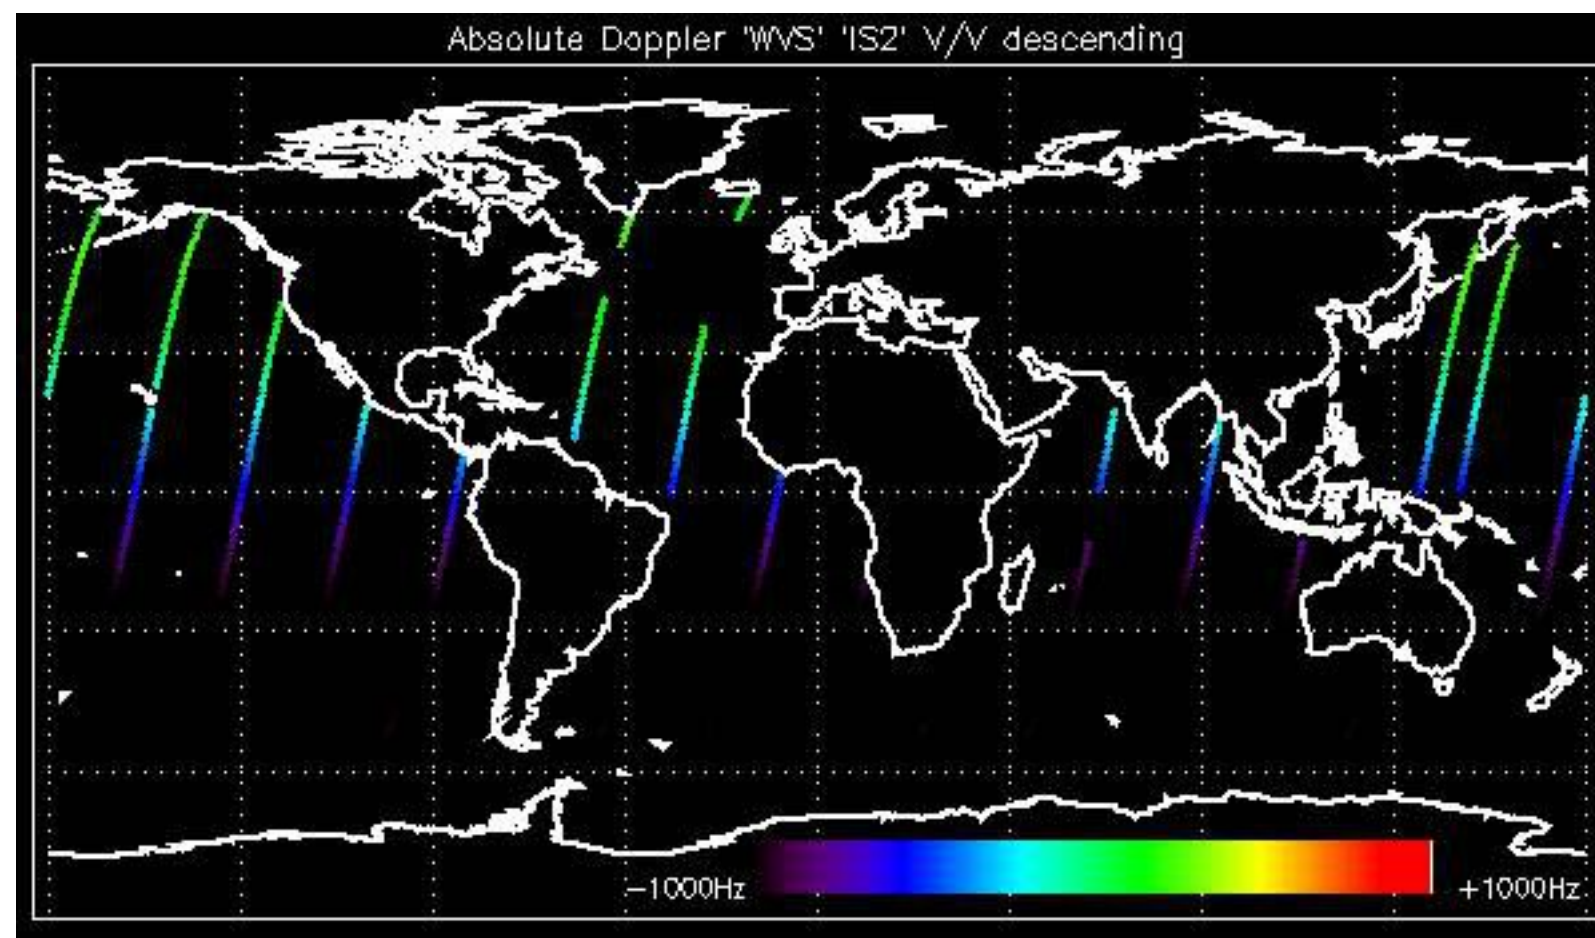 Absolute Doppler 'WVS' 'IS2' V/V descending
−1000Hz
+1000Hz